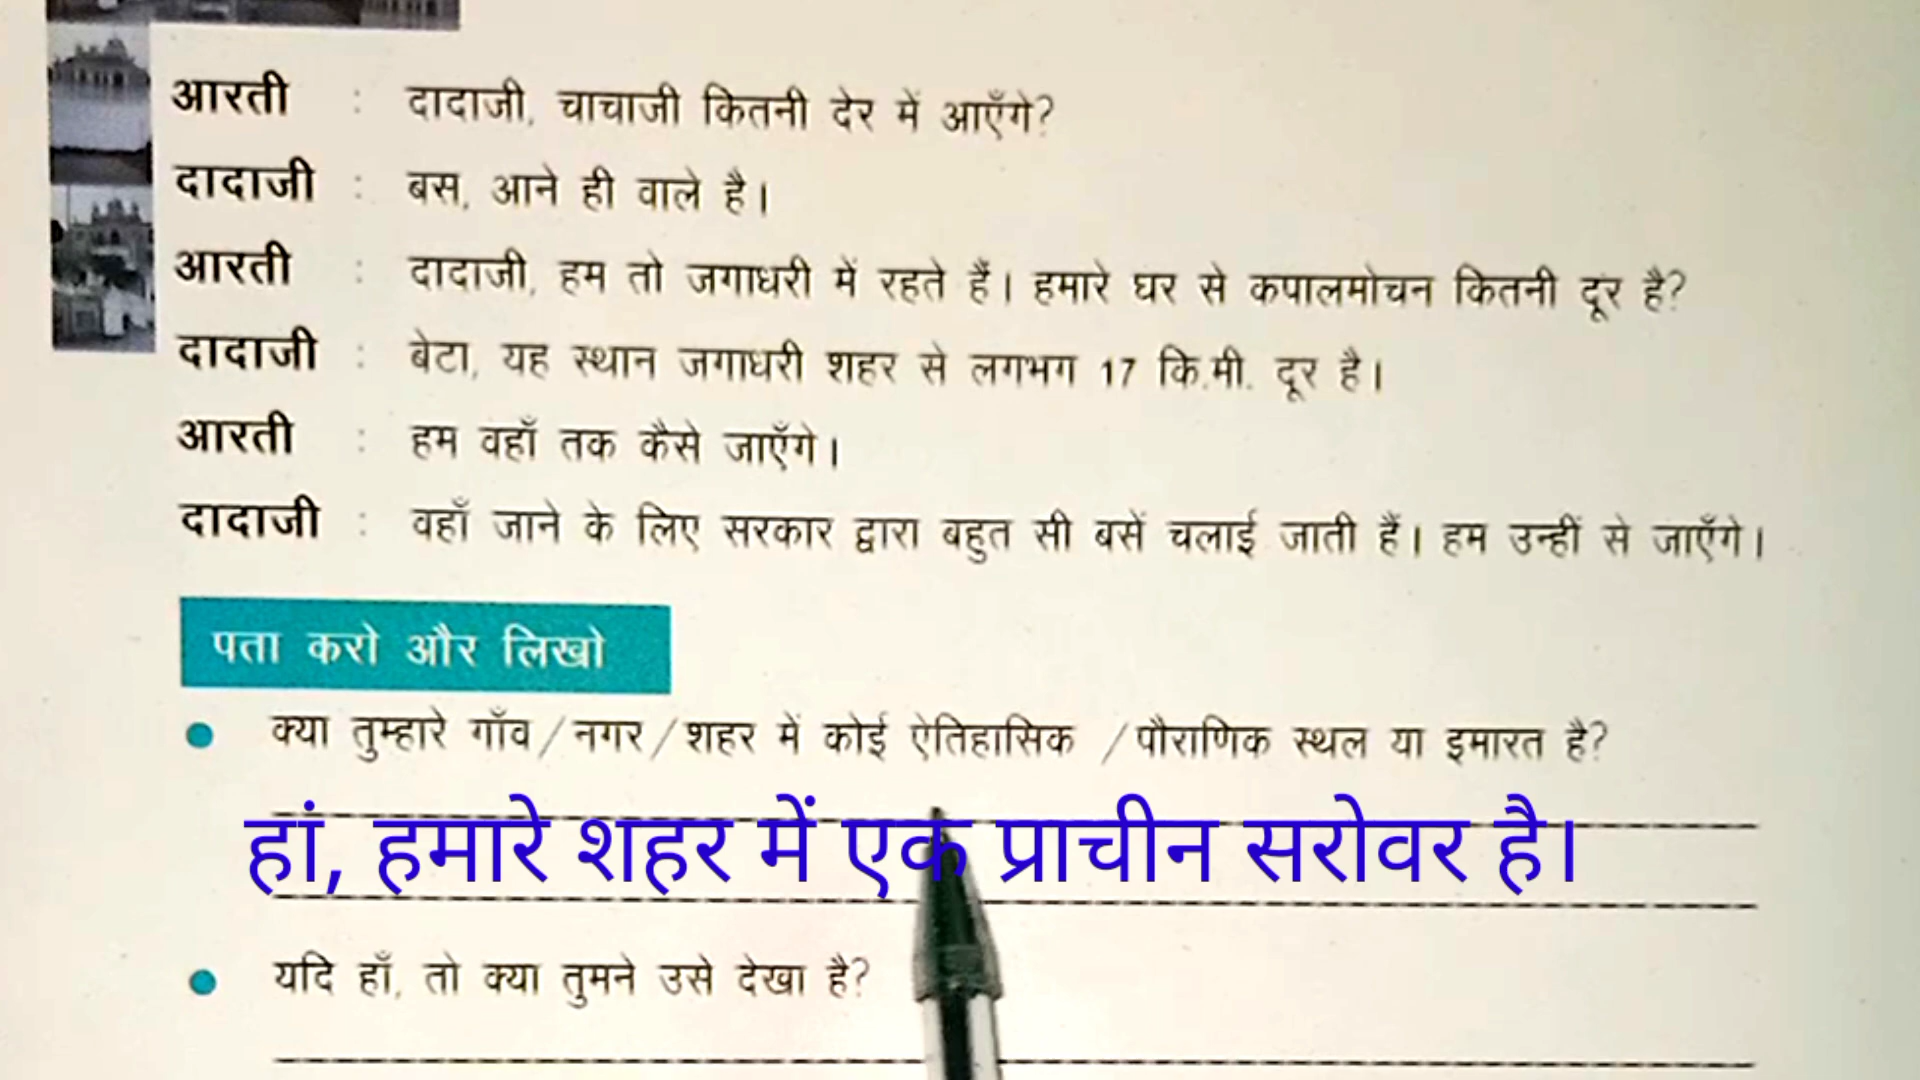 आरती : दादाजी, चाचाजी कितनी देर में आएँगे?
दादाजी : बस, आने ही वाले है।
आरती : दादाजी, हम तो जगाधरी में रहते हैं। हमारे घर से कपालमोचन कितनी दूर है?
दादाजी : बेटा, यह स्थान जगाधरी शहर से लगभग 17 कि.मी. दूर है।
आरती : हम वहाँ तक कैसे जाएँगे।
दादाजी : वहाँ जाने के लिए सरकार द्वारा बहुत सी बसें चलाई जाती हैं। हम उन्हीं से जाएँगे।
पता करो और लिखो
● क्या तुम्हारे गाँव/नगर/शहर में कोई ऐतिहासिक /पौराणिक स्थल या इमारत है?
हां, हमारे शहर में एक प्राचीन सरोवर है।
● यदि हाँ, तो क्या तुमने उसे देखा है?